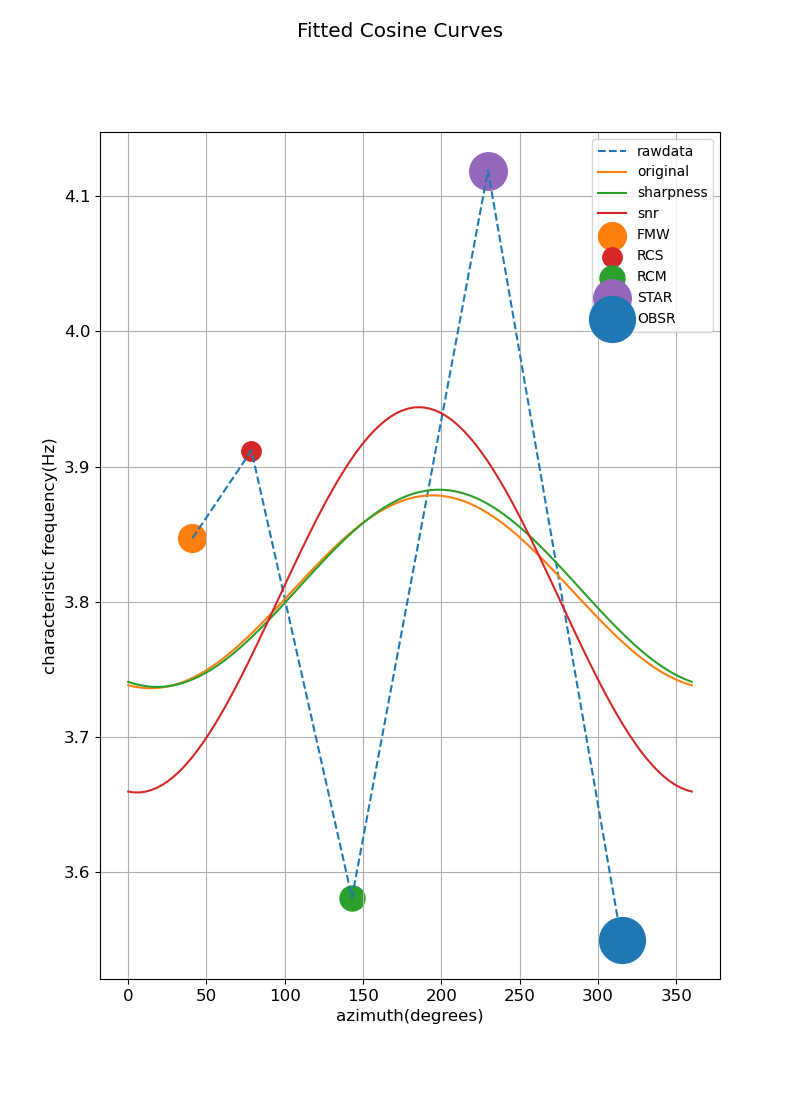 Fitted Cosine Curves
rawdata
original
sharpness
snr
FMW
RCS
RCM
STAR
OBSR
4.1
4.0
3.9
3.8
3.7
3.6
characteristic frequency(Hz)
0 50 100 150 200 250 300 350
azimuth(degrees)